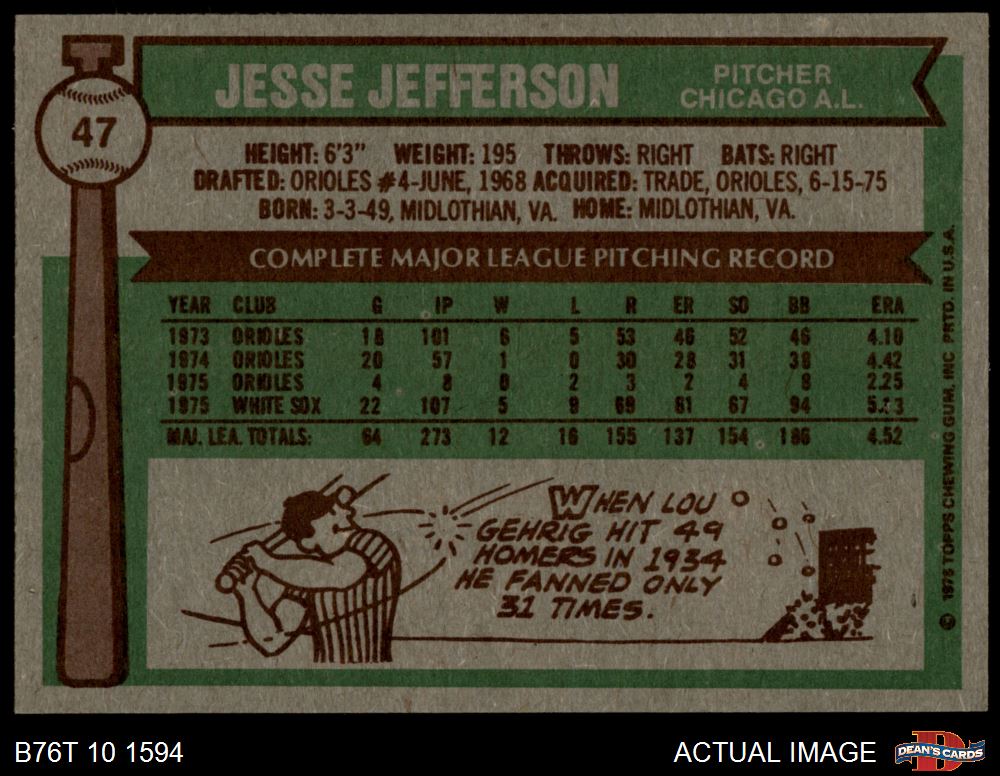 JESSE JEFFERSON
PITCHER
CHICAGO A.L.
47
HEIGHT: 6'3" WEIGHT: 195 THROWS: RIGHT BATS: RIGHT
DRAFTED: ORIOLES #4-JUNE, 1968 ACQUIRED: TRADE, ORIOLES, 6-15-75
BORN: 3-3-49, MIDLOTHIAN, VA. HOME: MIDLOTHIAN, VA.
COMPLETE MAJOR LEAGUE PITCHING RECORD
YEAR CLUB G IP W L R ER SO BB ERA
1973 ORIOLES 18 101 6 5 53 46 52 46 4.10
1974 ORIOLES 20 57 1 0 30 28 31 38 4.42
1975 ORIOLES 4 8 0 2 3 2 4 8 2.25
1975 WHITE SOX 22 107 5 9 69 61 67 94 5.13
MAJ. LEA. TOTALS: 64 273 12 16 155 137 154 186 4.52
WHEN LOU
GEHRIG HIT 49
HOMERS IN 1934
HE FANNED ONLY
31 TIMES.
© 1975 TOPPS CHEWING GUM, INC PRTD. IN U.S.A.
B76T 10 1594
ACTUAL IMAGE
DEAN'S CARDS